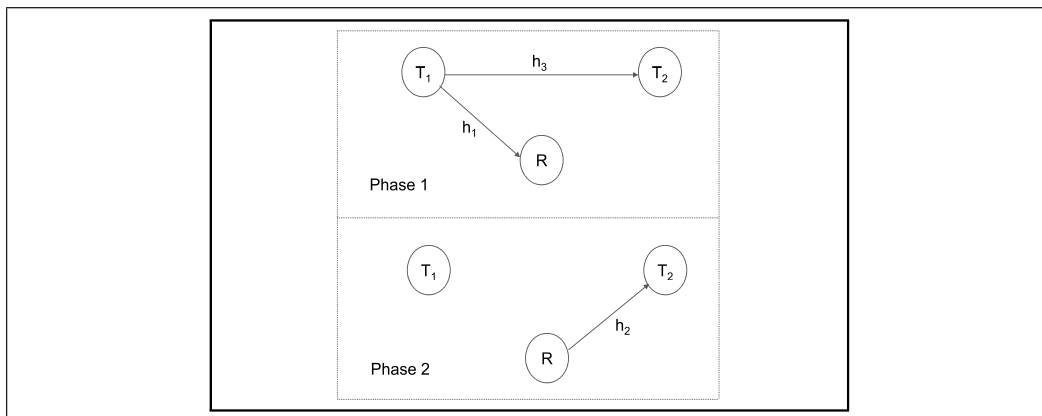 T₁
h₃
T₂
h₁
R
Phase 1
T₁
T₂
h₂
R
Phase 2